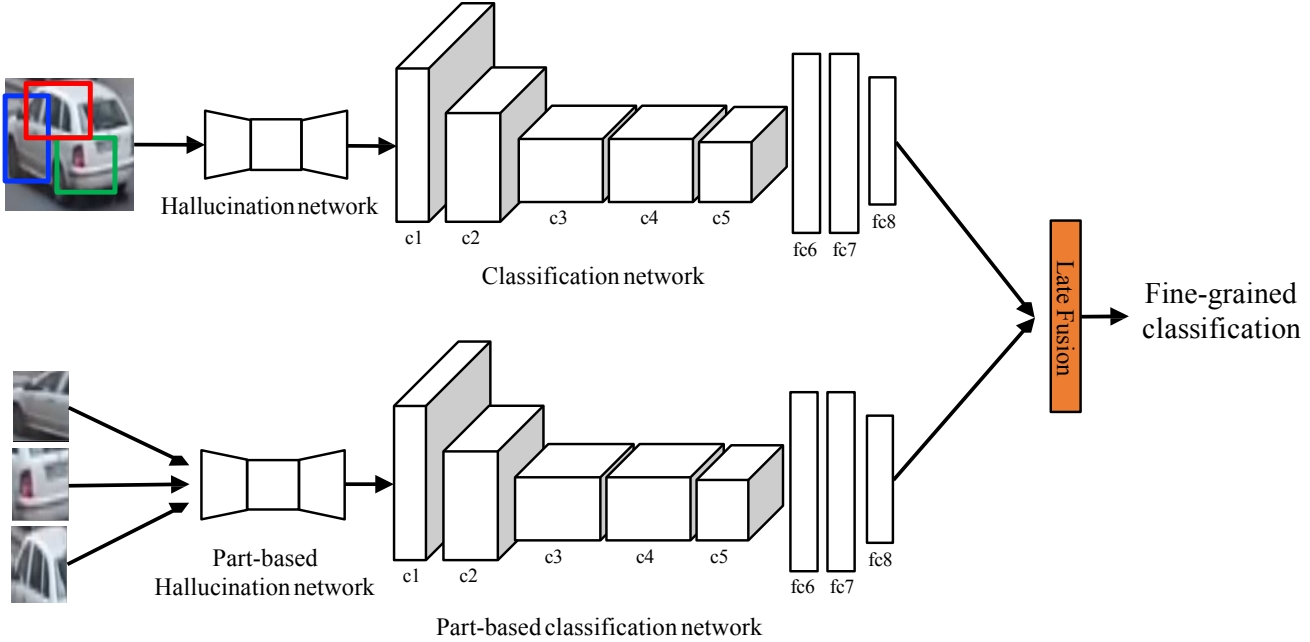 Hallucination network
c1
c2
c3
c4
c5
fc6
fc7
fc8
Classification network
Late Fusion
Fine-grained
classification
Part-based
Hallucination network
c1
c2
c3
c4
c5
fc6
fc7
fc8
Part-based classification network